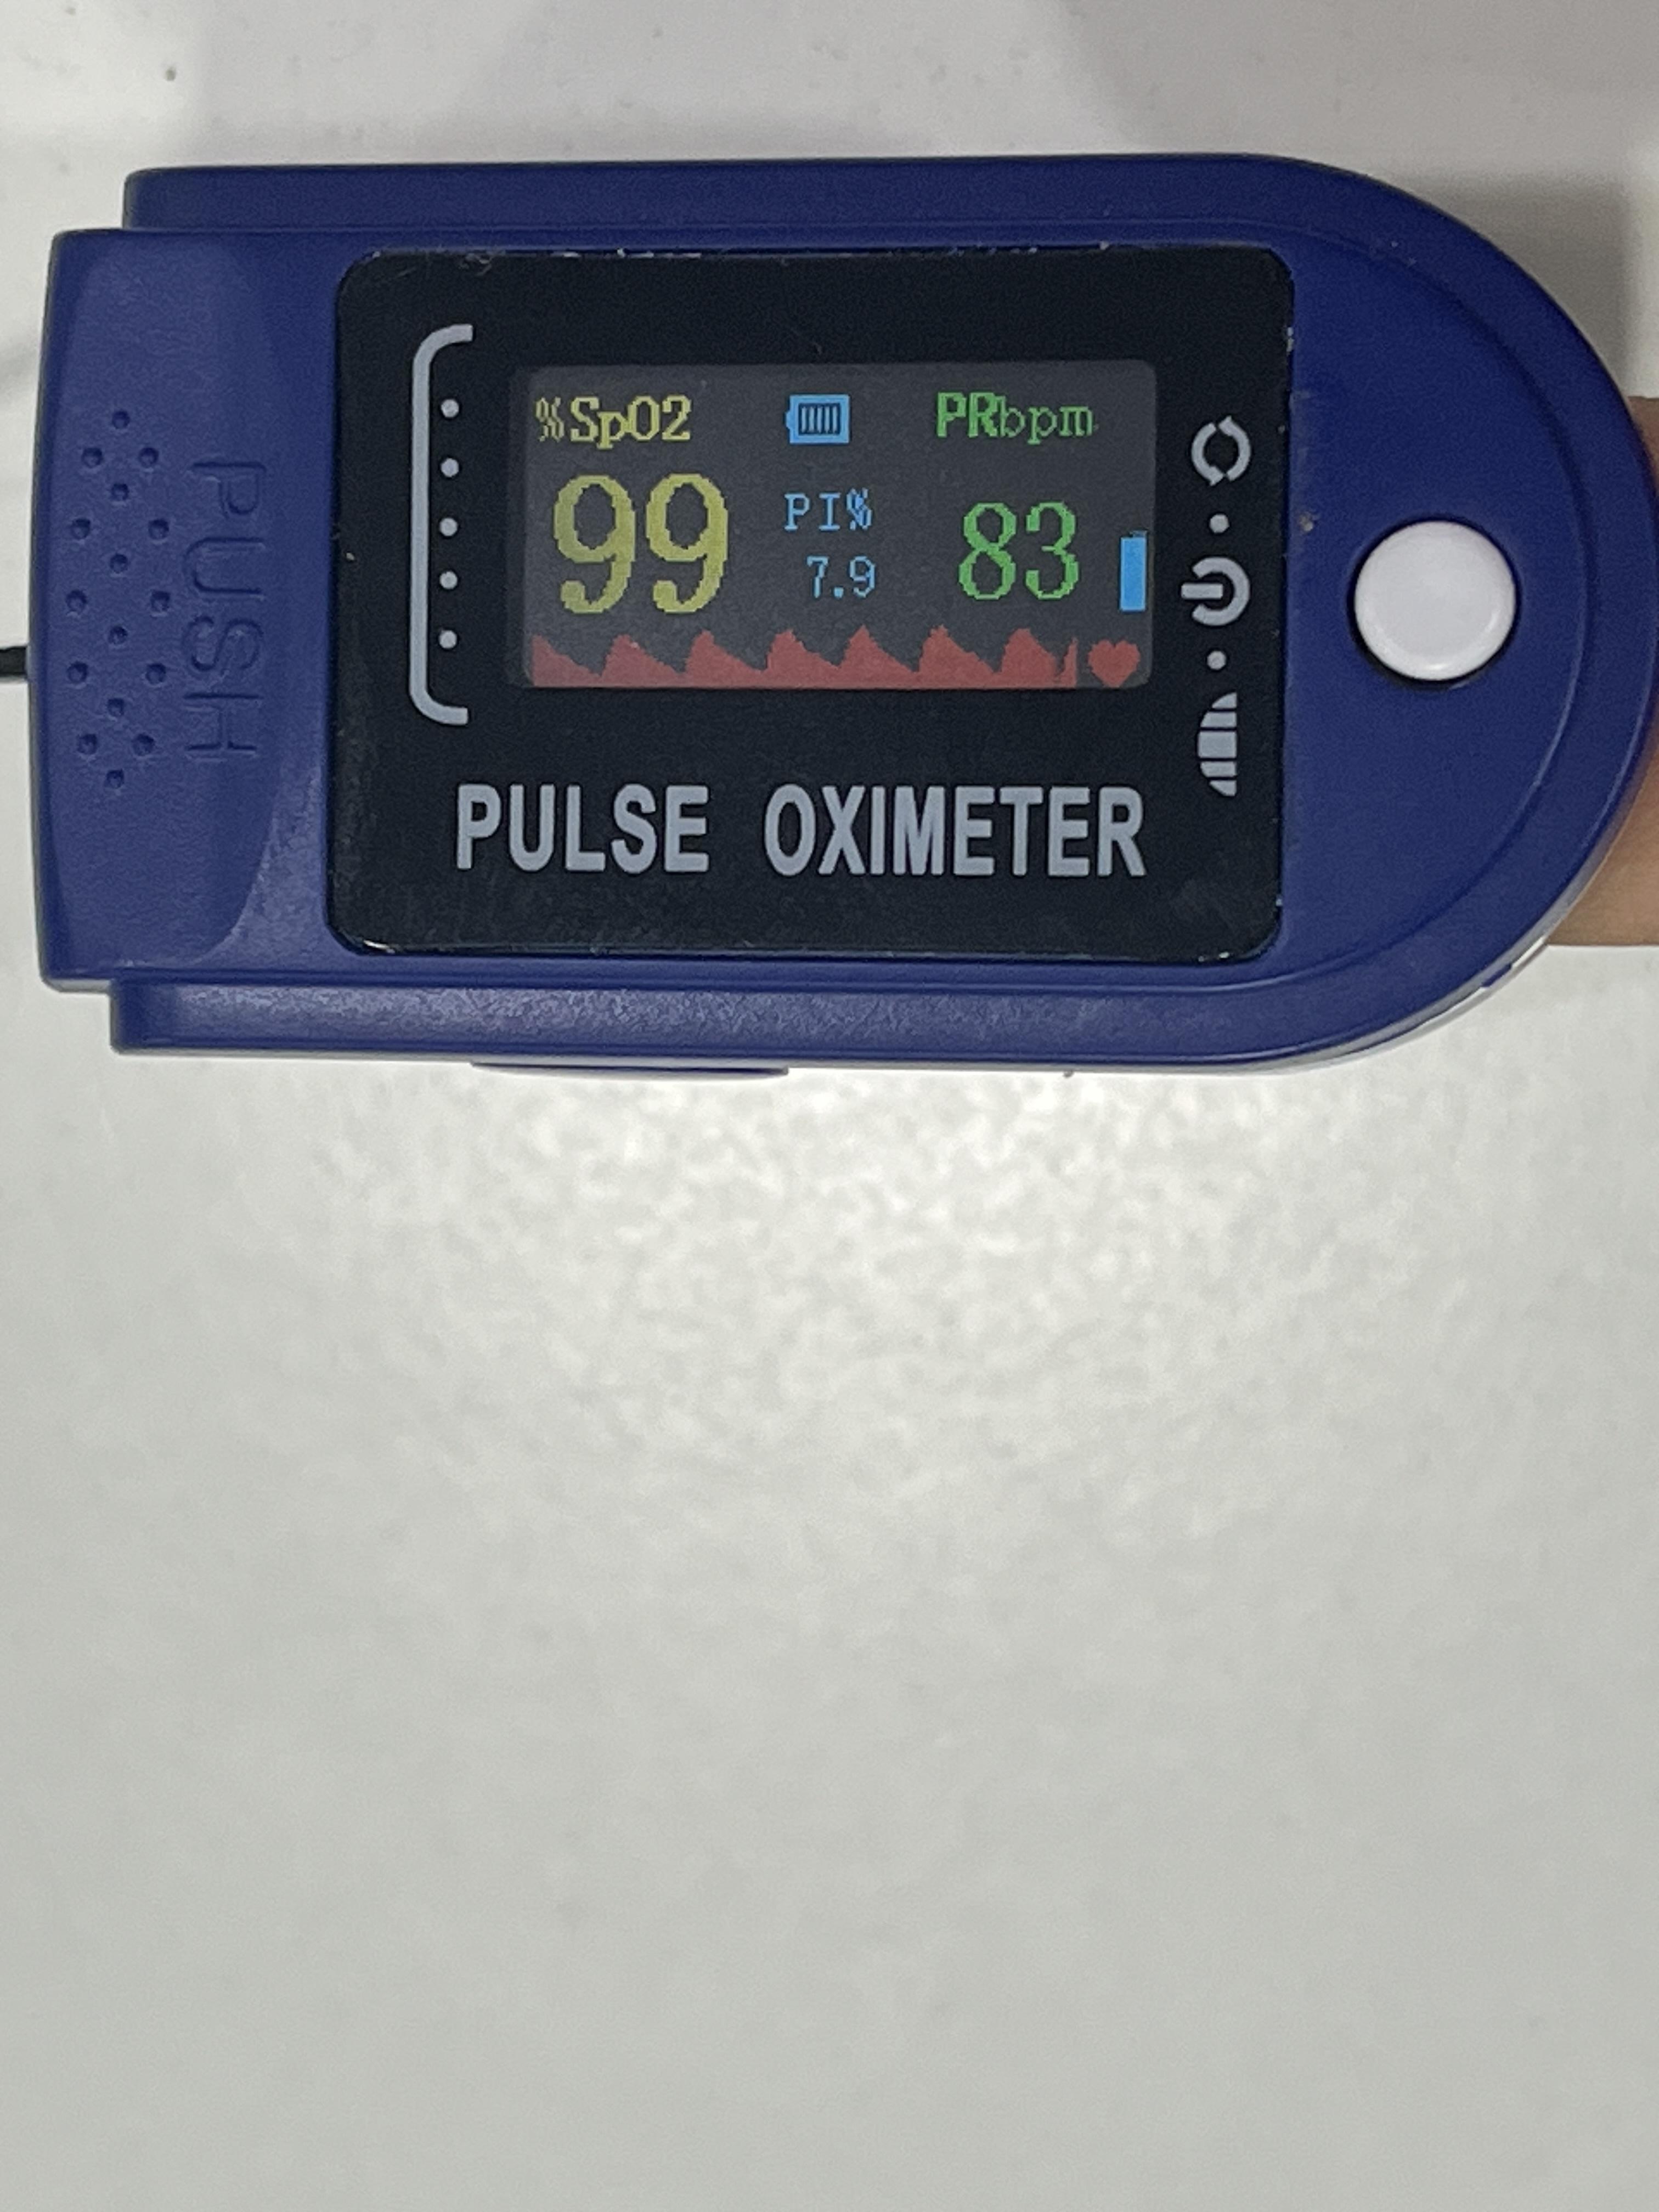 %SpO2 PRbpm
99 PI% 83
7.9
PULSE OXIMETER
PUSH